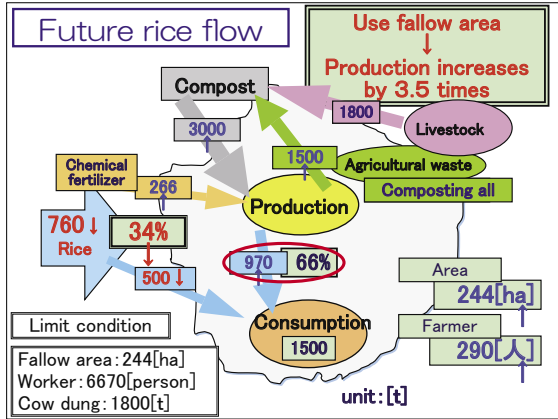 Future rice flow
Use fallow area
↓
Production increases
by 3.5 times
Compost
3000
↑
1800
Livestock
1500
↑
Agricultural waste
Composting all
Chemical
fertilizer
266
↑
Production
760↓
Rice
34%
↓
500↓
970
↑
66%
Consumption
1500
Area
244[ha]
↑
Farmer
290[人]
↑
Limit condition
Fallow area:244[ha]
Worker:6670[person]
Cow dung:1800[t]
unit:[t]